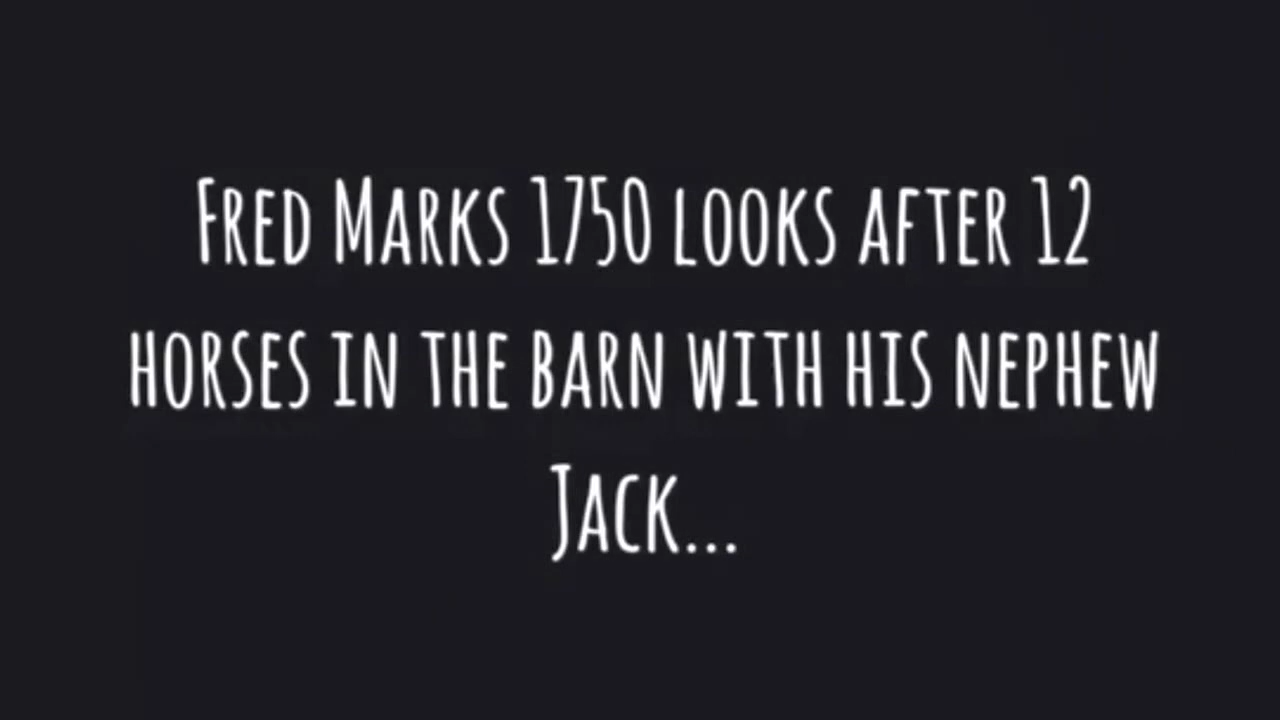 Fred Marks 1750 looks after 12
horses in the barn with his nephew
Jack...